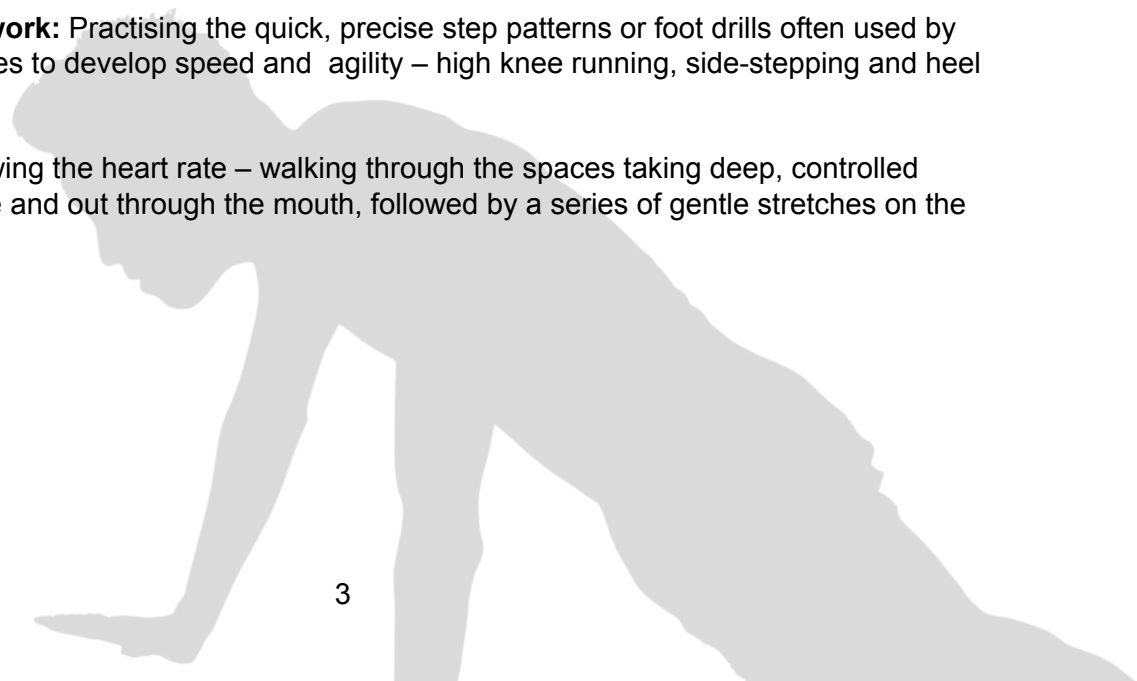 work: Practising the quick, precise step patterns or foot drills often used by
es to develop speed and  agility – high knee running, side-stepping and heel
ing the heart rate – walking through the spaces taking deep, controlled
and out through the mouth, followed by a series of gentle stretches on the
3